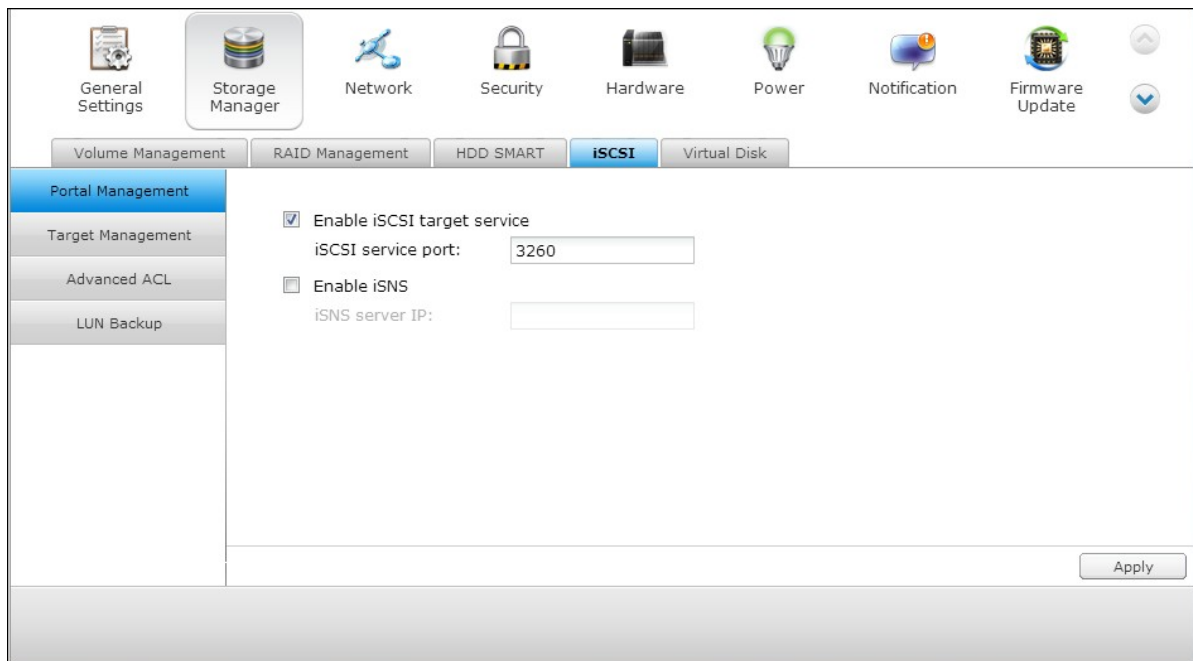 General
Settings
Storage
Manager
Network
Security
Hardware
Power
Notification
Firmware
Update
Volume Management
RAID Management
HDD SMART
iSCSI
Virtual Disk
Portal Management
Target Management
Advanced ACL
LUN Backup
Enable iSCSI target service
iSCSI service port: 3260
Enable iSNS
iSNS server IP:
Apply